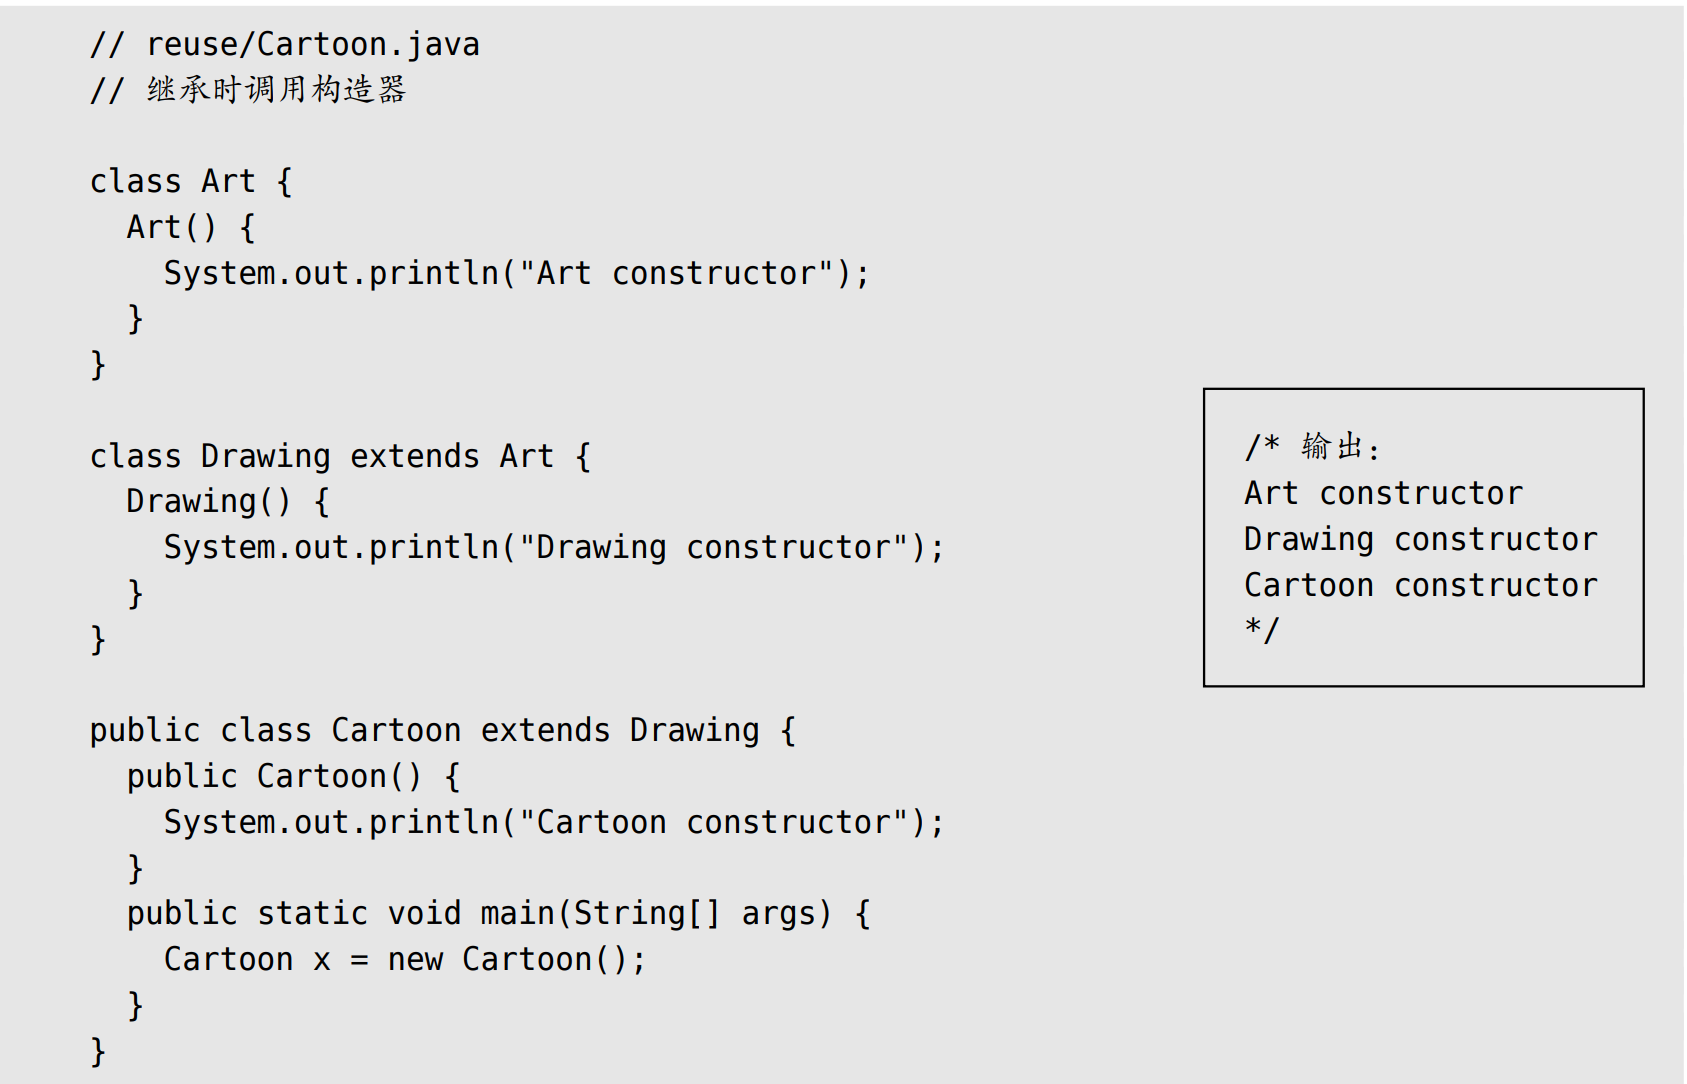 // reuse/Cartoon.java
// 继承时调用构造器
class Art {
  Art() {
    System.out.println("Art constructor");
  }
}
class Drawing extends Art {
  Drawing() {
    System.out.println("Drawing constructor");
  }
}
public class Cartoon extends Drawing {
  public Cartoon() {
    System.out.println("Cartoon constructor");
  }
  public static void main(String[] args) {
    Cartoon x = new Cartoon();
  }
}
/* 输出：
Art constructor
Drawing constructor
Cartoon constructor
*/